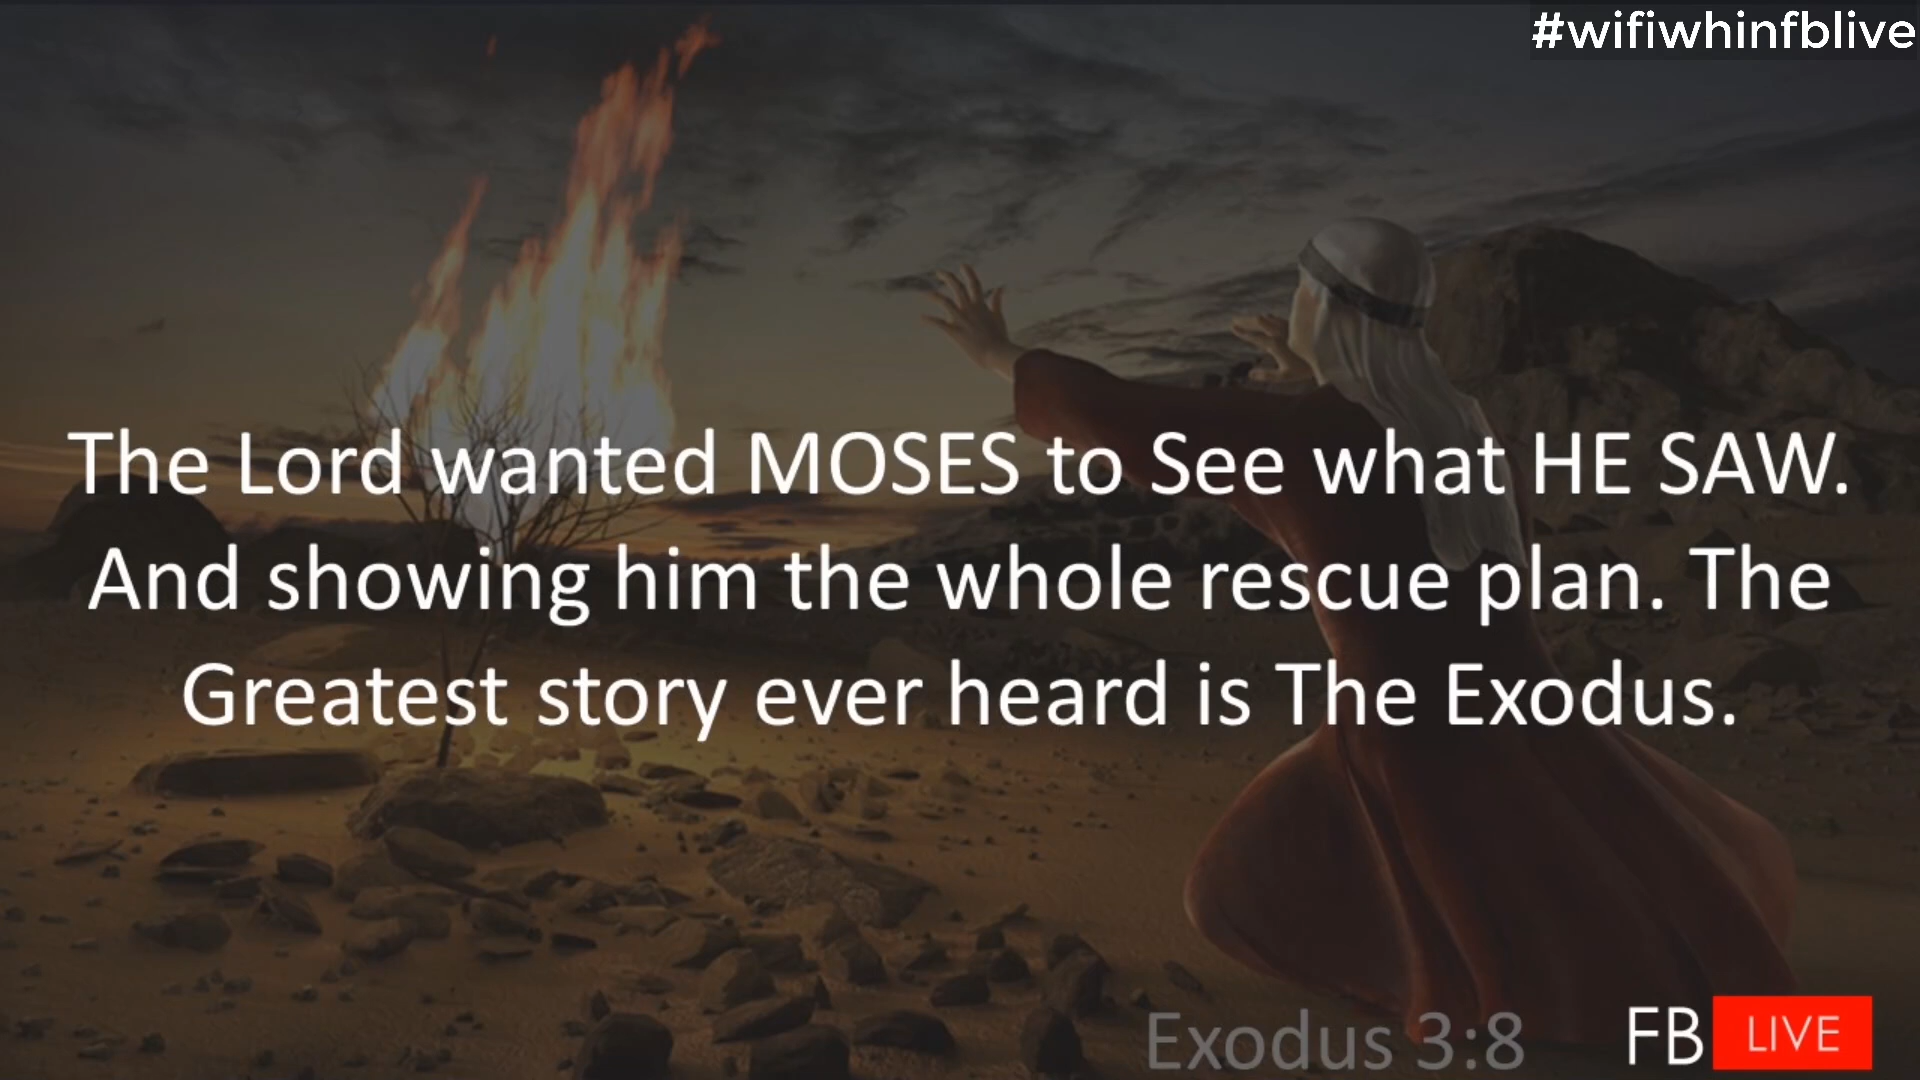 #wifiwhinfblive
The Lord wanted MOSES to See what HE SAW.
And showing him the whole rescue plan. The
Greatest story ever heard is The Exodus.
Exodus 3:8
FB LIVE